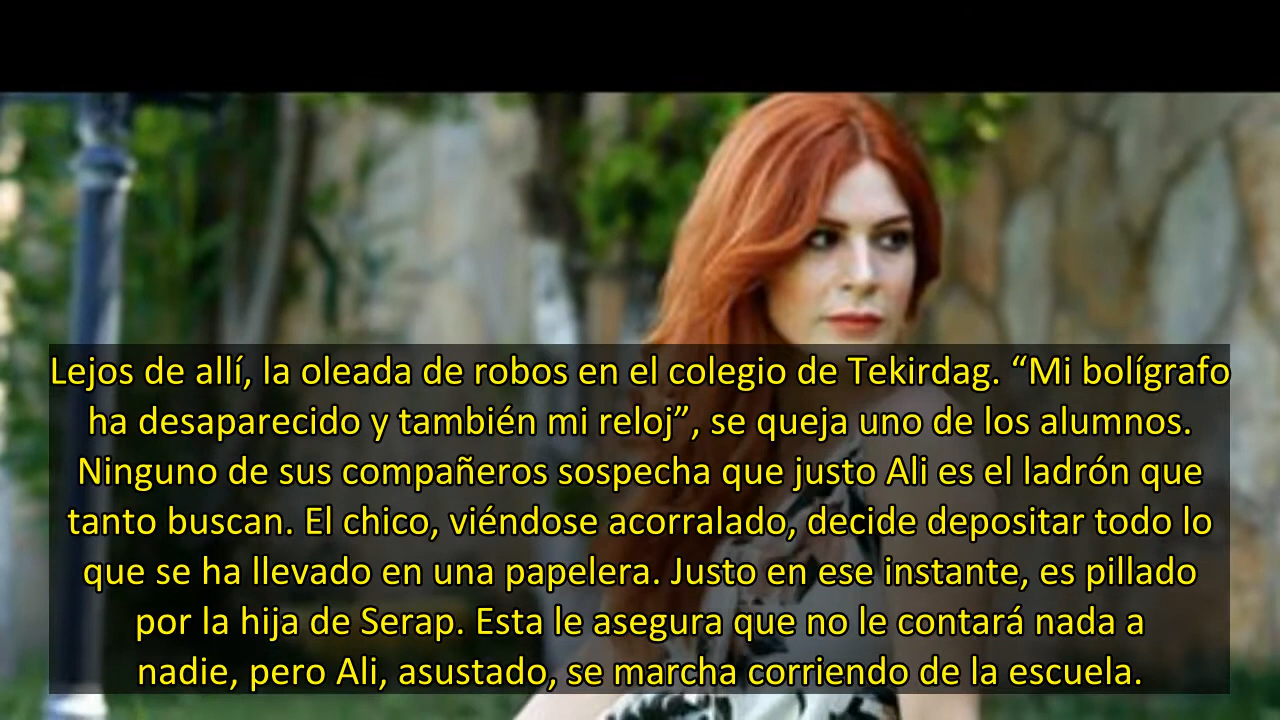 Lejos de allí, la oleada de robos en el colegio de Tekirdag. “Mi bolígrafo
ha desaparecido y también mi reloj”, se queja uno de los alumnos.
Ninguno de sus compañeros sospecha que justo Ali es el ladrón que
tanto buscan. El chico, viéndose acorralado, decide depositar todo lo
que se ha llevado en una papelera. Justo en ese instante, es pillado
por la hija de Serap. Esta le asegura que no le contará nada a
nadie, pero Ali, asustado, se marcha corriendo de la escuela.